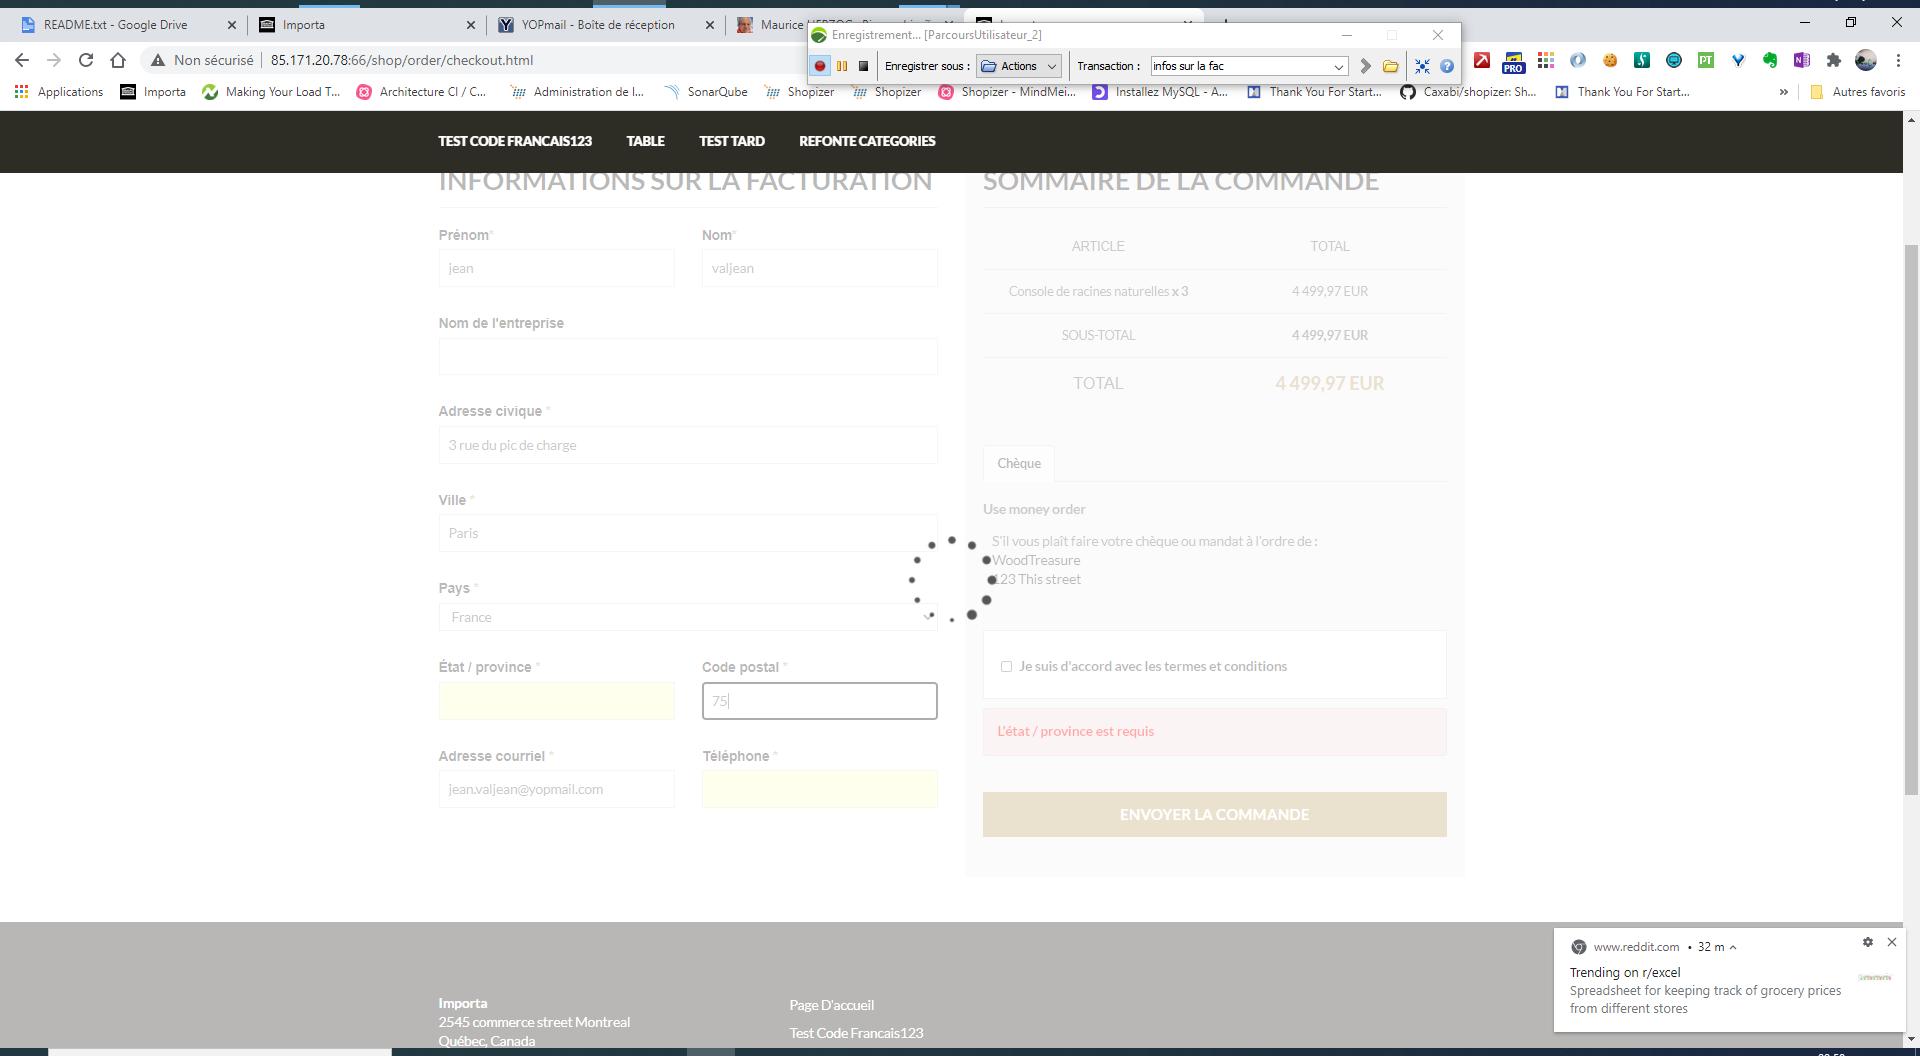 README.txt - Google Drive
Importa
YOPmail - Boîte de réception
Enregistrement... [ParcoursUtilisateur_2]
Non sécurisé
85.171.20.78:66/shop/order/checkout.html
Enregistrer sous :
Actions
Transaction :
infos sur la fac
PRO
PT
Applications
Importa
Making Your Load T...
Architecture CI / C...
Administration de l...
SonarQube
Shopizer
Shopizer
Shopizer - MindMei...
Installez MySQL - A...
Thank You For Start...
Caxabi/shopizer: Sh...
Thank You For Start...
»
Autres favoris
TEST CODE FRANCAIS123
TABLE
TEST TARD
REFONTE CATEGORIES
INFORMATIONS SUR LA FACTURATION
Prénom*
Nom*
jean
valjean
Nom de l'entreprise
Adresse civique *
3 rue du pic de charge
Ville *
Paris
Pays *
France
État / province *
Code postal *
75
Adresse courriel *
Téléphone *
jean.valjean@yopmail.com
SOMMAIRE DE LA COMMANDE
ARTICLE
TOTAL
Console de racines naturelles x 3
4 499,97 EUR
SOUS-TOTAL
4 499,97 EUR
TOTAL
4 499,97 EUR
Chèque
Use money order
S'il vous plaît faire votre chèque ou mandat à l'ordre de :
WoodTreasure
123 This street
Je suis d'accord avec les termes et conditions
L'état / province est requis
ENVOYER LA COMMANDE
Importa
2545 commerce street Montreal
Québec, Canada
Page D'accueil
Test Code Francais123
www.reddit.com • 32 m
Trending on r/excel
Spreadsheet for keeping track of grocery prices
from different stores